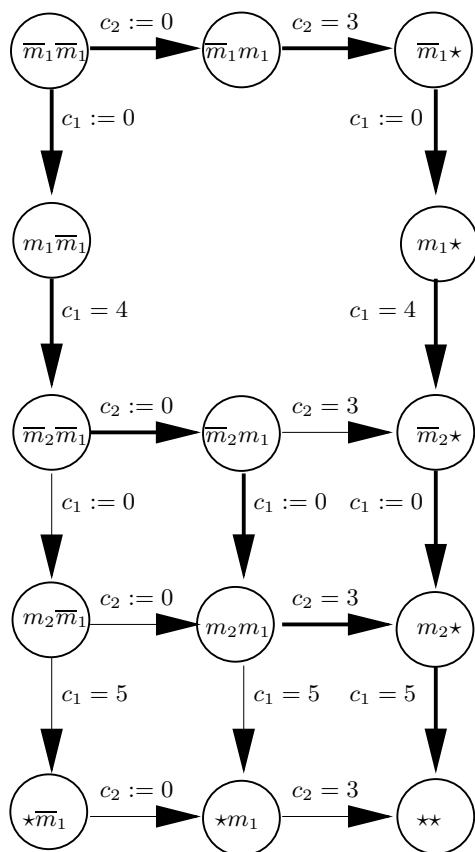 c₂ := 0 c₂ = 3
m̅₁m̅₁ m̅₁m₁ m̅₁⋆
c₁ := 0 c₁ := 0
m₁m̅₁ m₁⋆
c₁ = 4 c₁ = 4
c₂ := 0 c₂ = 3
m̅₂m̅₁ m̅₂m₁ m̅₂⋆
c₁ := 0 c₁ := 0 c₁ := 0
c₂ := 0 c₂ = 3
m₂m̅₁ m₂m₁ m₂⋆
c₁ = 5 c₁ = 5 c₁ = 5
c₂ := 0 c₂ = 3
⋆m̅₁ ⋆m₁ ⋆⋆